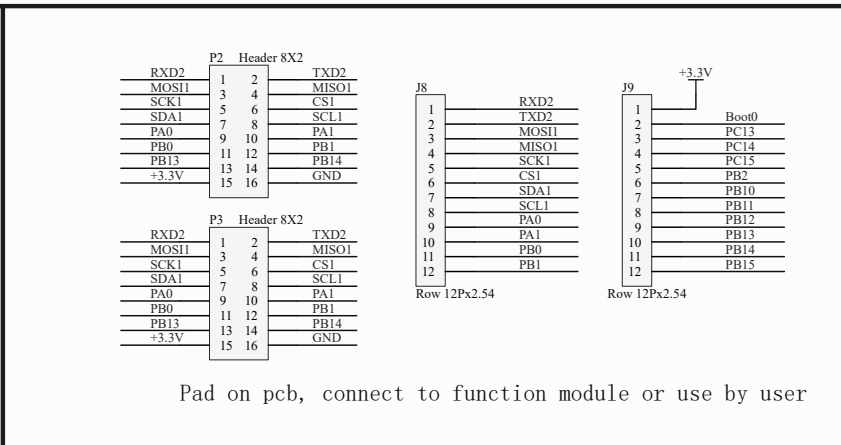 P2 Header 8X2
RXD2 1 2 TXD2
MOSI1 3 4 MISO1
SCK1 5 6 CS1
SDA1 7 8 SCL1
PA0 9 10 PA1
PB0 11 12 PB1
PB13 13 14 PB14
+3.3V 15 16 GND
P3 Header 8X2
RXD2 1 2 TXD2
MOSI1 3 4 MISO1
SCK1 5 6 CS1
SDA1 7 8 SCL1
PA0 9 10 PA1
PB0 11 12 PB1
PB13 13 14 PB14
+3.3V 15 16 GND
J8
1 RXD2
2 TXD2
3 MOSI1
4 MISO1
5 SCK1
6 CS1
7 SDA1
8 SCL1
9 PA0
10 PA1
11 PB0
12 PB1
Row 12Px2.54
J9
+3.3V
1
2 Boot0
3 PC13
4 PC14
5 PC15
6 PB2
7 PB10
8 PB11
9 PB12
10 PB13
11 PB14
12 PB15
Row 12Px2.54
Pad on pcb, connect to function module or use by user